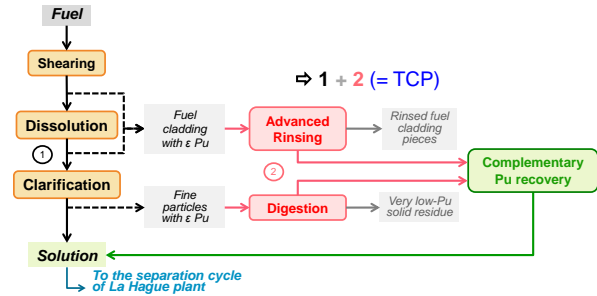 Fuel
Shearing
⇨ 1 + 2 (= TCP)
Dissolution
1
Fuel
cladding
with ε Pu
Advanced
Rinsing
Rinsed fuel
cladding
pieces
2
Complementary
Pu recovery
Clarification
Fine
particles
with ε Pu
Digestion
Very low-Pu
solid residue
Solution
To the separation cycle
of La Hague plant